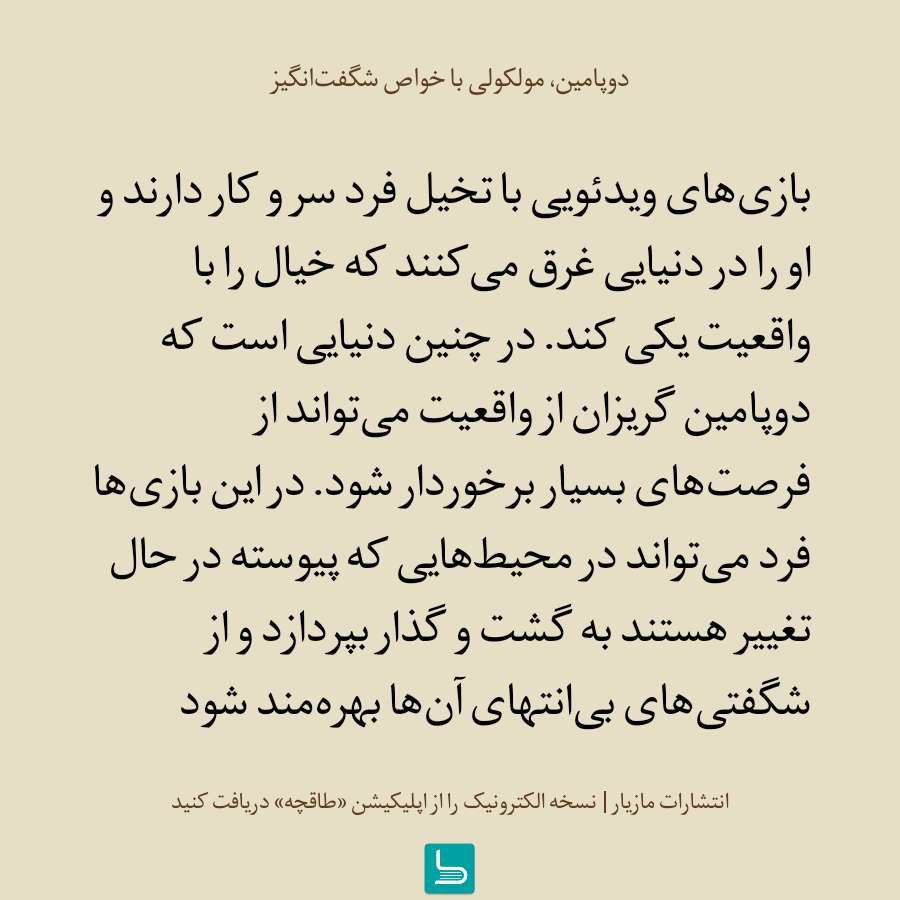 دوپامین، مولکولی با خواص شگفت‌انگیز
بازی‌های ویدئویی با تخیل فرد سر و کار دارند و
او را در دنیایی غرق می‌کنند که خیال را با
واقعیت یکی کند. در چنین دنیایی است که
دوپامین گریزان از واقعیت می‌تواند از
فرصت‌های بسیار برخوردار شود. در این بازی‌ها
فرد می‌تواند در محیط‌هایی که پیوسته در حال
تغییر هستند به گشت و گذار بپردازد و از
شگفتی‌های بی‌انتهای آن‌ها بهره‌مند شود
انتشارات مازیار | نسخه الکترونیک را از اپلیکیشن «طاقچه» دریافت کنید